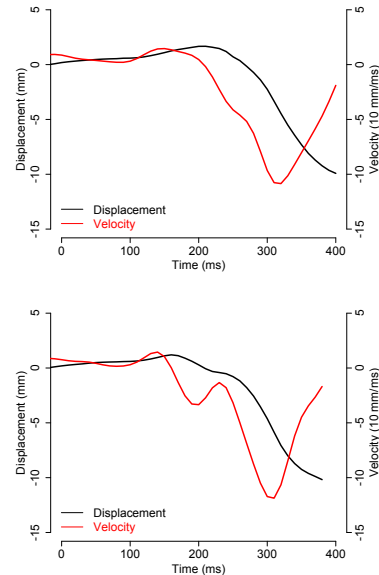 5
0
-5
-10
-15
Displacement (mm)
5
0
-5
-10
-15
Velocity (10 mm/ms)
Displacement
Velocity
0 100 200 300 400
Time (ms)
5
0
-5
-10
-15
Displacement (mm)
5
0
-5
-10
-15
Velocity (10 mm/ms)
Displacement
Velocity
0 100 200 300 400
Time (ms)